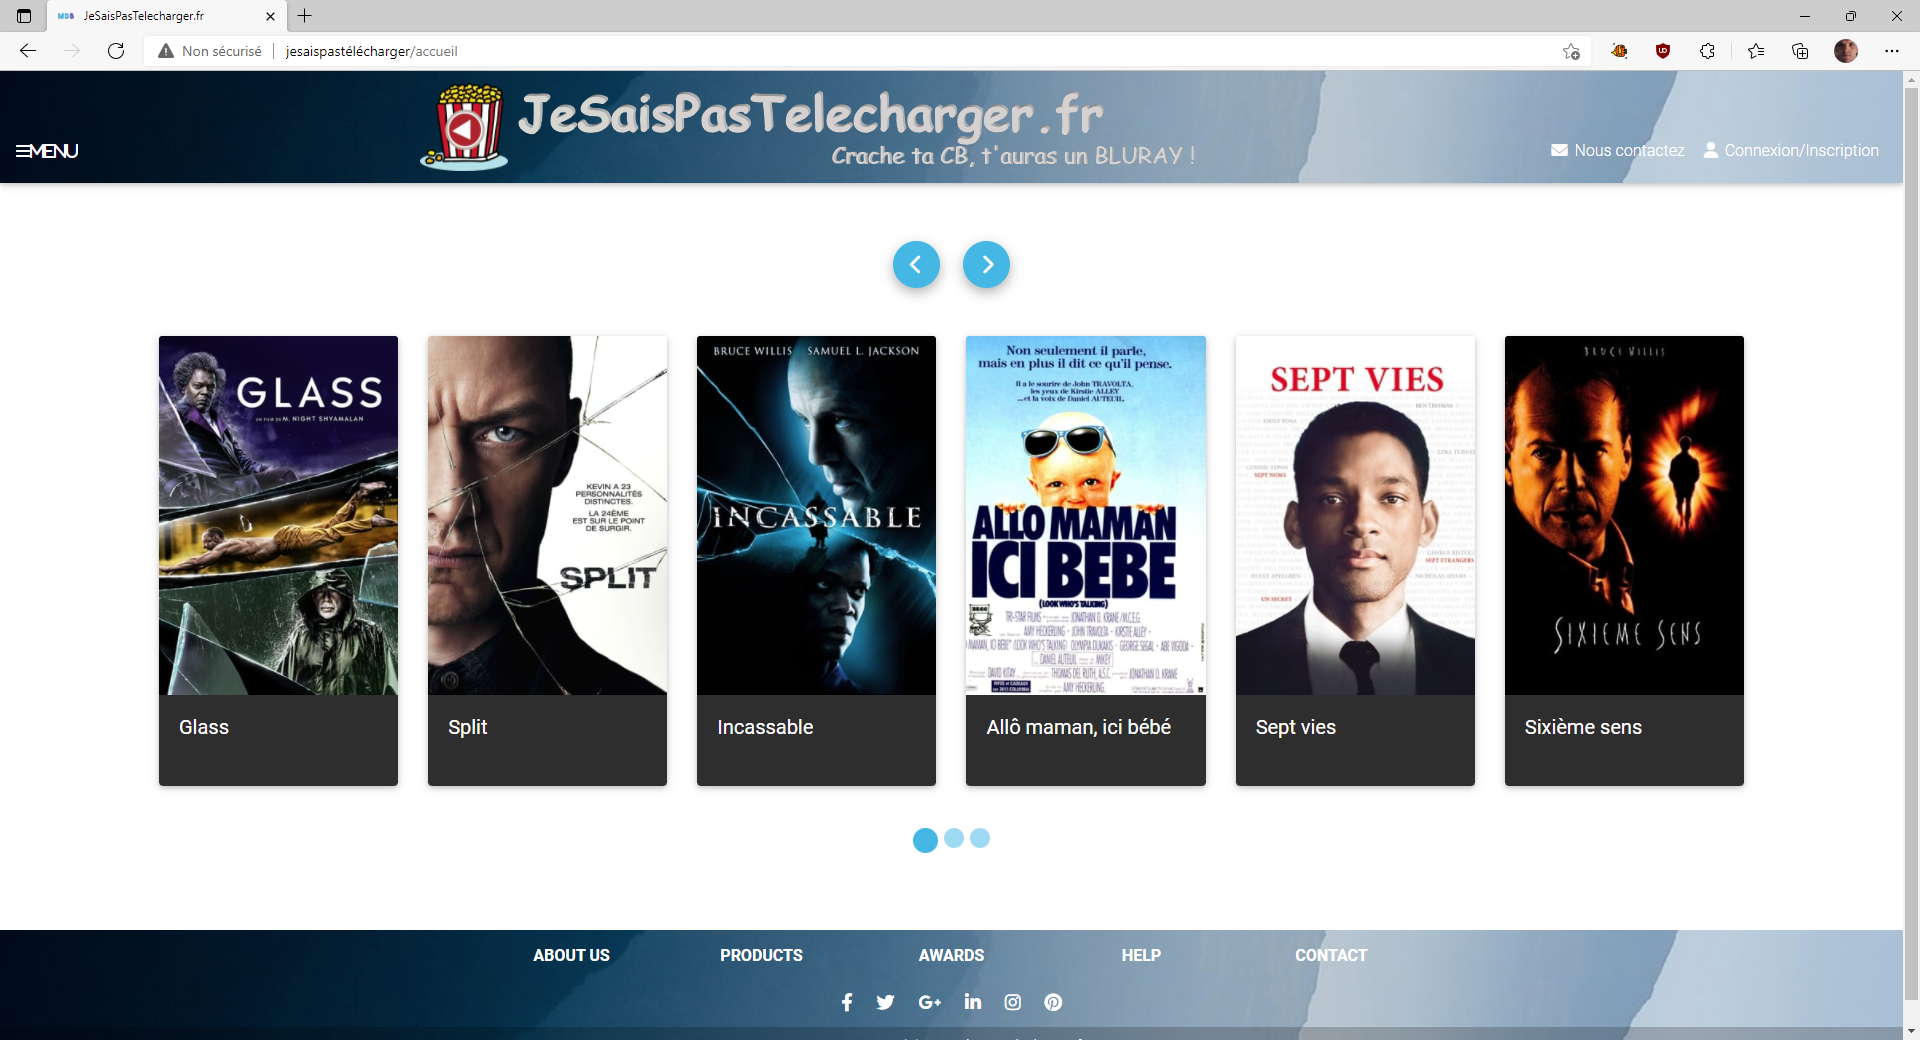 JeSaisPasTelecharger.fr
Non sécurisé
jesaispastélécharger/accueil
JeSaisPasTelecharger.fr
Crache ta CB, t'auras un BLURAY !
MENU
Nous contactez
Connexion/Inscription
GLASS
UN FILM DE M. NIGHT SHYAMALAN
KEVIN A 23
PERSONNALITÉS
DISTINCTES.
LA 24ÈME
EST SUR LE POINT
DE SURGIR.
SPLIT
BRUCE WILLIS SAMUEL L. JACKSON
INCASSABLE
Non seulement il parle,
mais en plus il dit ce qu'il pense.
Il a le sourire de John TRAVOLTA,
les yeux de Kirstie ALLEY
...et la voix de Daniel AUTEUIL.
ALLO MAMAN
ICI BEBE
(LOOK WHO'S TALKING)
SEPT VIES
BRUCE WILLIS
SIXIEME SENS
Glass
Split
Incassable
Allô maman, ici bébé
Sept vies
Sixième sens
ABOUT US
PRODUCTS
AWARDS
HELP
CONTACT